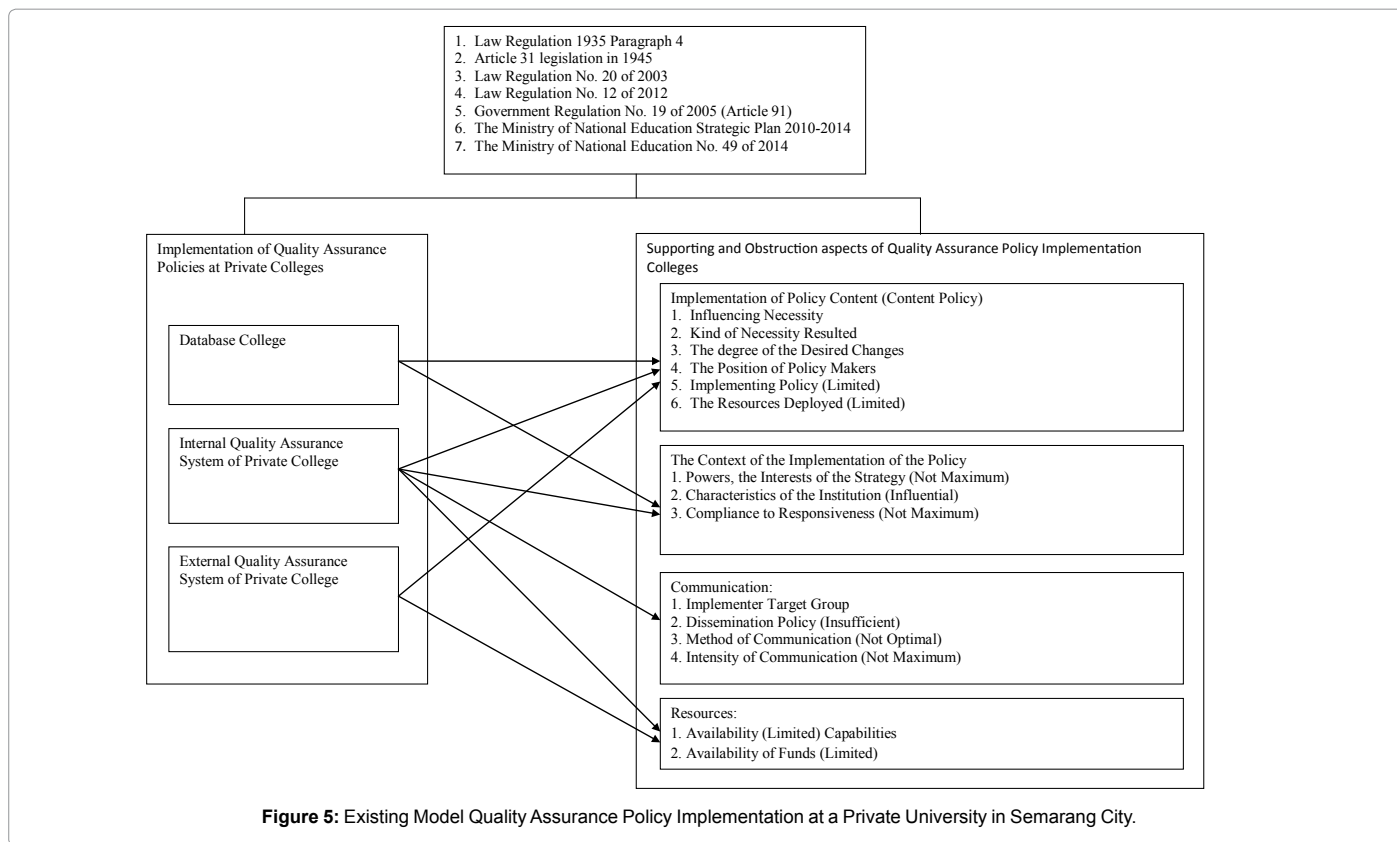 1. Law Regulation 1935 Paragraph 4
2. Article 31 legislation in 1945
3. Law Regulation No. 20 of 2003
4. Law Regulation No. 12 of 2012
5. Government Regulation No. 19 of 2005 (Article 91)
6. The Ministry of National Education Strategic Plan 2010-2014
7. The Ministry of National Education No. 49 of 2014
Implementation of Quality Assurance
Policies at Private Colleges
Database College
Internal Quality Assurance
System of Private College
External Quality Assurance
System of Private College
Supporting and Obstruction aspects of Quality Assurance Policy Implementation
Colleges
Implementation of Policy Content (Content Policy)
1. Influencing Necessity
2. Kind of Necessity Resulted
3. The degree of the Desired Changes
4. The Position of Policy Makers
5. Implementing Policy (Limited)
6. The Resources Deployed (Limited)
The Context of the Implementation of the Policy
1. Powers, the Interests of the Strategy (Not Maximum)
2. Characteristics of the Institution (Influential)
3. Compliance to Responsiveness (Not Maximum)
Communication:
1. Implementer Target Group
2. Dissemination Policy (Insufficient)
3. Method of Communication (Not Optimal)
4. Intensity of Communication (Not Maximum)
Resources:
1. Availability (Limited) Capabilities
2. Availability of Funds (Limited)
Figure 5: Existing Model Quality Assurance Policy Implementation at a Private University in Semarang City.